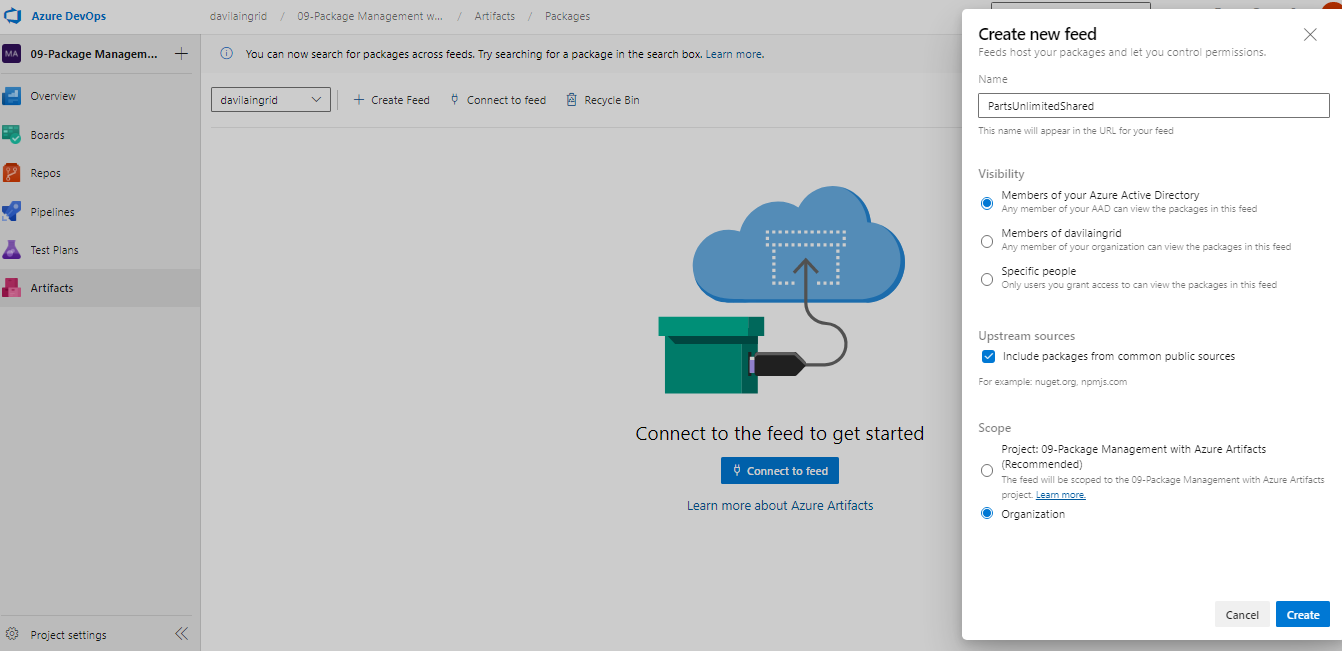 Azure DevOps
davilaingrid / 09-Package Management w... / Artifacts / Packages
MA 09-Package Managem...
Overview
Boards
Repos
Pipelines
Test Plans
Artifacts
Project settings
You can now search for packages across feeds. Try searching for a package in the search box. Learn more.
davilaingrid
Create Feed
Connect to feed
Recycle Bin
Connect to the feed to get started
Connect to feed
Learn more about Azure Artifacts
Create new feed
Feeds host your packages and let you control permissions.
Name
PartsUnlimitedShared
This name will appear in the URL for your feed
Visibility
Members of your Azure Active Directory
Any member of your AAD can view the packages in this feed
Members of davilaingrid
Any member of your organization can view the packages in this feed
Specific people
Only users you grant access to can view the packages in this feed
Upstream sources
Include packages from common public sources
For example: nuget.org, npmjs.com
Scope
Project: 09-Package Management with Azure Artifacts
(Recommended)
The feed will be scoped to the 09-Package Management with Azure Artifacts
project. Learn more.
Organization
Cancel
Create